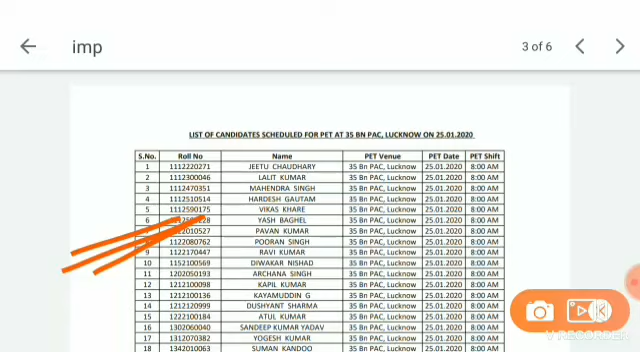 imp
3 of 6
LIST OF CANDIDATES SCHEDULED FOR PET AT 35 BN PAC, LUCKNOW ON 25.01.2020
S.No. Roll No Name PET Venue PET Date PET Shift
1 1112220271 JEETU CHAUDHARY 35 Bn PAC, Lucknow 25.01.2020 8:00 AM
2 1112300046 LALIT KUMAR 35 Bn PAC, Lucknow 25.01.2020 8:00 AM
3 1112470351 MAHENDRA SINGH 35 Bn PAC, Lucknow 25.01.2020 8:00 AM
4 1112510514 HARDESH GAUTAM 35 Bn PAC, Lucknow 25.01.2020 8:00 AM
5 1112590175 VIKAS KHARE 35 Bn PAC, Lucknow 25.01.2020 8:00 AM
6 YASH BAGHEL 35 Bn PAC, Lucknow 25.01.2020 8:00 AM
PAVAN KUMAR 35 Bn PAC, Lucknow 25.01.2020 8:00 AM
1122080762 POORAN SINGH 35 Bn PAC, Lucknow 25.01.2020 8:00 AM
9 1122170447 RAVI KUMAR 35 Bn PAC, Lucknow 25.01.2020 8:00 AM
10 1152100569 DIWAKAR NISHAD 35 Bn PAC, Lucknow 25.01.2020 8:00 AM
11 1202050193 ARCHANA SINGH 35 Bn PAC, Lucknow 25.01.2020 8:00 AM
12 1212100098 KAPIL KUMAR 35 Bn PAC, Lucknow 25.01.2020 8:00 AM
13 1212100136 KAYAMUDDIN G 35 Bn PAC, Lucknow 25.01.2020 8:00 AM
14 1212120999 DUSHYANT SHARMA 35 Bn PAC, Lucknow 25.01.2020 8:00 AM
15 1222100184 ATUL KUMAR 35 Bn PAC, Lucknow 25.01.2020 8:00 AM
16 1302060040 SANDEEP KUMAR YADAV 35 Bn PAC, Lucknow 25.01.2020 8:00 AM
17 1312070382 YOGESH KUMAR 35 Bn PAC, Lucknow 25.01.2020 8:00 AM
18 1342010063 SUMAN KANDOO 35 Bn PAC, Lucknow 25.01.2020 8:00 AM
V RECORDER